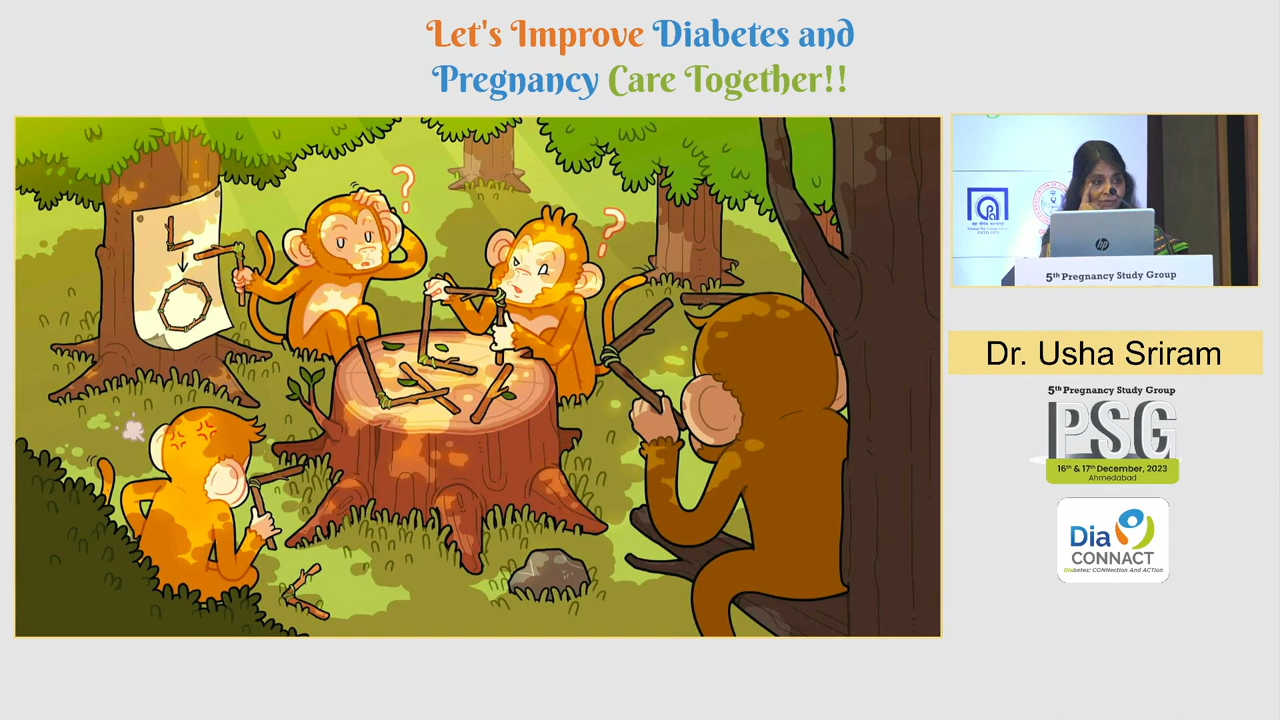 Let's Improve Diabetes and
Pregnancy Care Together!!
?
?
hp
5th Pregnancy Study Group
Dr. Usha Sriram
5th Pregnancy Study Group
PSG
16th & 17th December, 2023
Ahmedabad
Dia
CONNACT
Diabetes: CONNection And ACTion